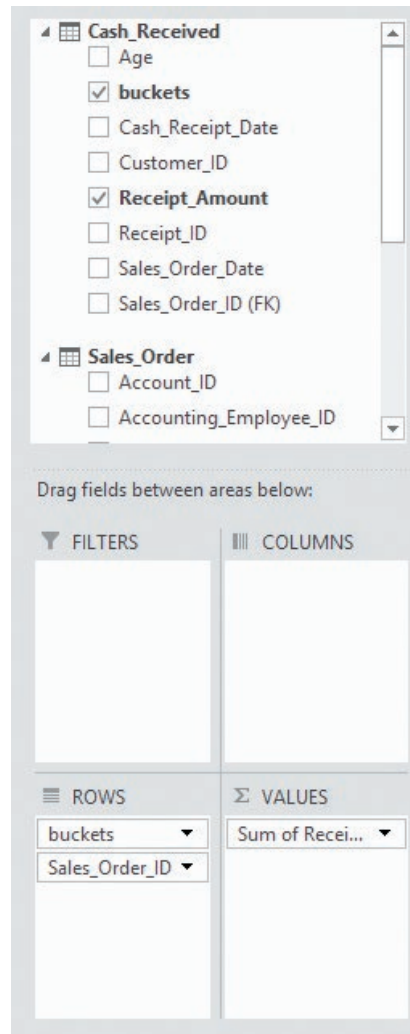 Cash_Received
Age
buckets
Cash_Receipt_Date
Customer_ID
Receipt_Amount
Receipt_ID
Sales_Order_Date
Sales_Order_ID (FK)
Sales_Order
Account_ID
Accounting_Employee_ID
Drag fields between areas below:
FILTERS
COLUMNS
ROWS
Σ VALUES
buckets
Sum of Recei...
Sales_Order_ID